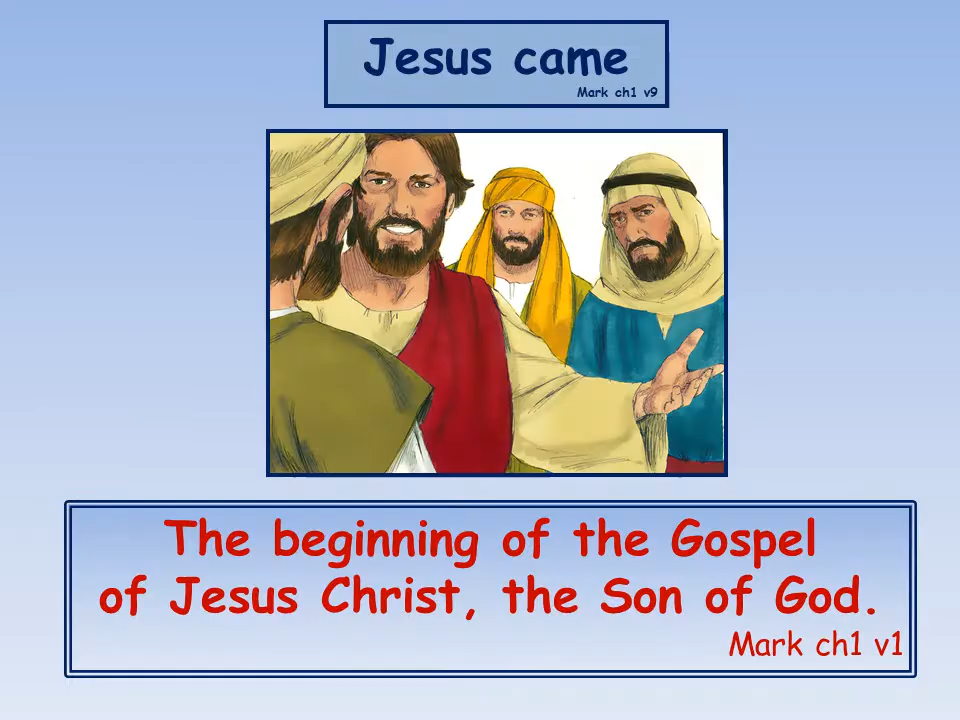 Jesus came
Mark ch1 v9
The beginning of the Gospel
of Jesus Christ, the Son of God.
Mark ch1 v1